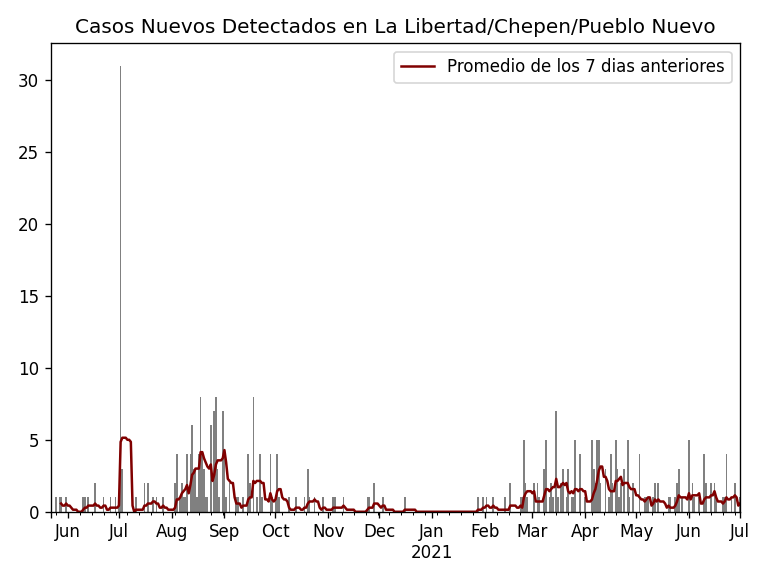 Casos Nuevos Detectados en La Libertad/Chepen/Pueblo Nuevo
Promedio de los 7 dias anteriores
30
25
20
15
10
5
0
Jun Jul Aug Sep Oct Nov Dec Jan Feb Mar Apr May Jun Jul
2021